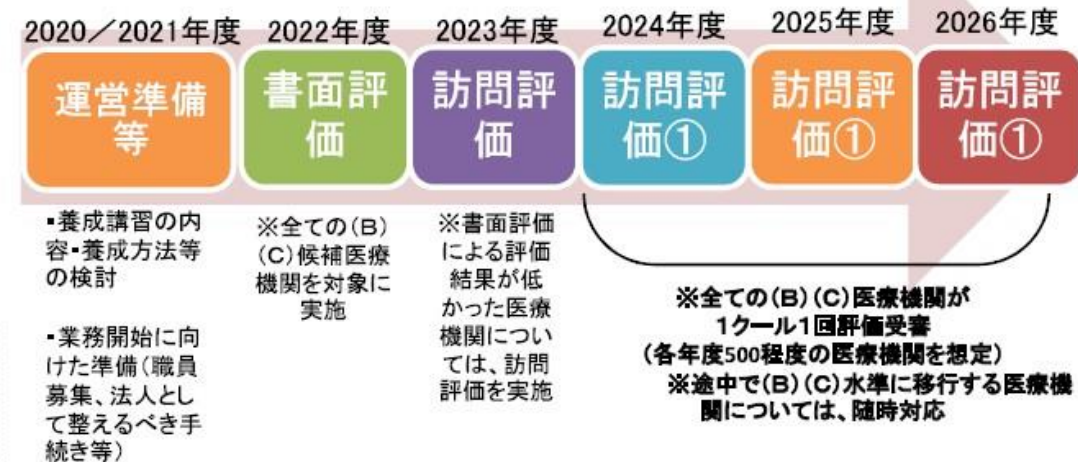 2020／2021年度
2022年度
2023年度
2024年度
2025年度
2026年度
運営準備
等
書面評
価
訪問評
価
訪問評
価①
訪問評
価①
訪問評
価①
▪養成講習の内
容・養成方法等
の検討
▪業務開始に向
けた準備（職員
募集、法人とし
て整えるべき手
続き等）
※全ての（B）
（C）候補医療
機関を対象に
実施
※書面評価
による評価
結果が低
かった医療
機関につい
ては、訪問
評価を実施
※全ての（B）（C）医療機関が
1クール1回評価受審
（各年度500程度の医療機関を想定）
※途中で（B）（C）水準に移行する医療機
関については、随時対応